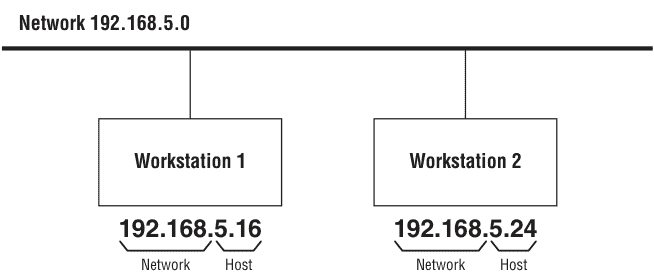 Network 192.168.5.0
Workstation 1 Workstation 2
192.168.5.16 192.168.5.24
Network Host Network Host